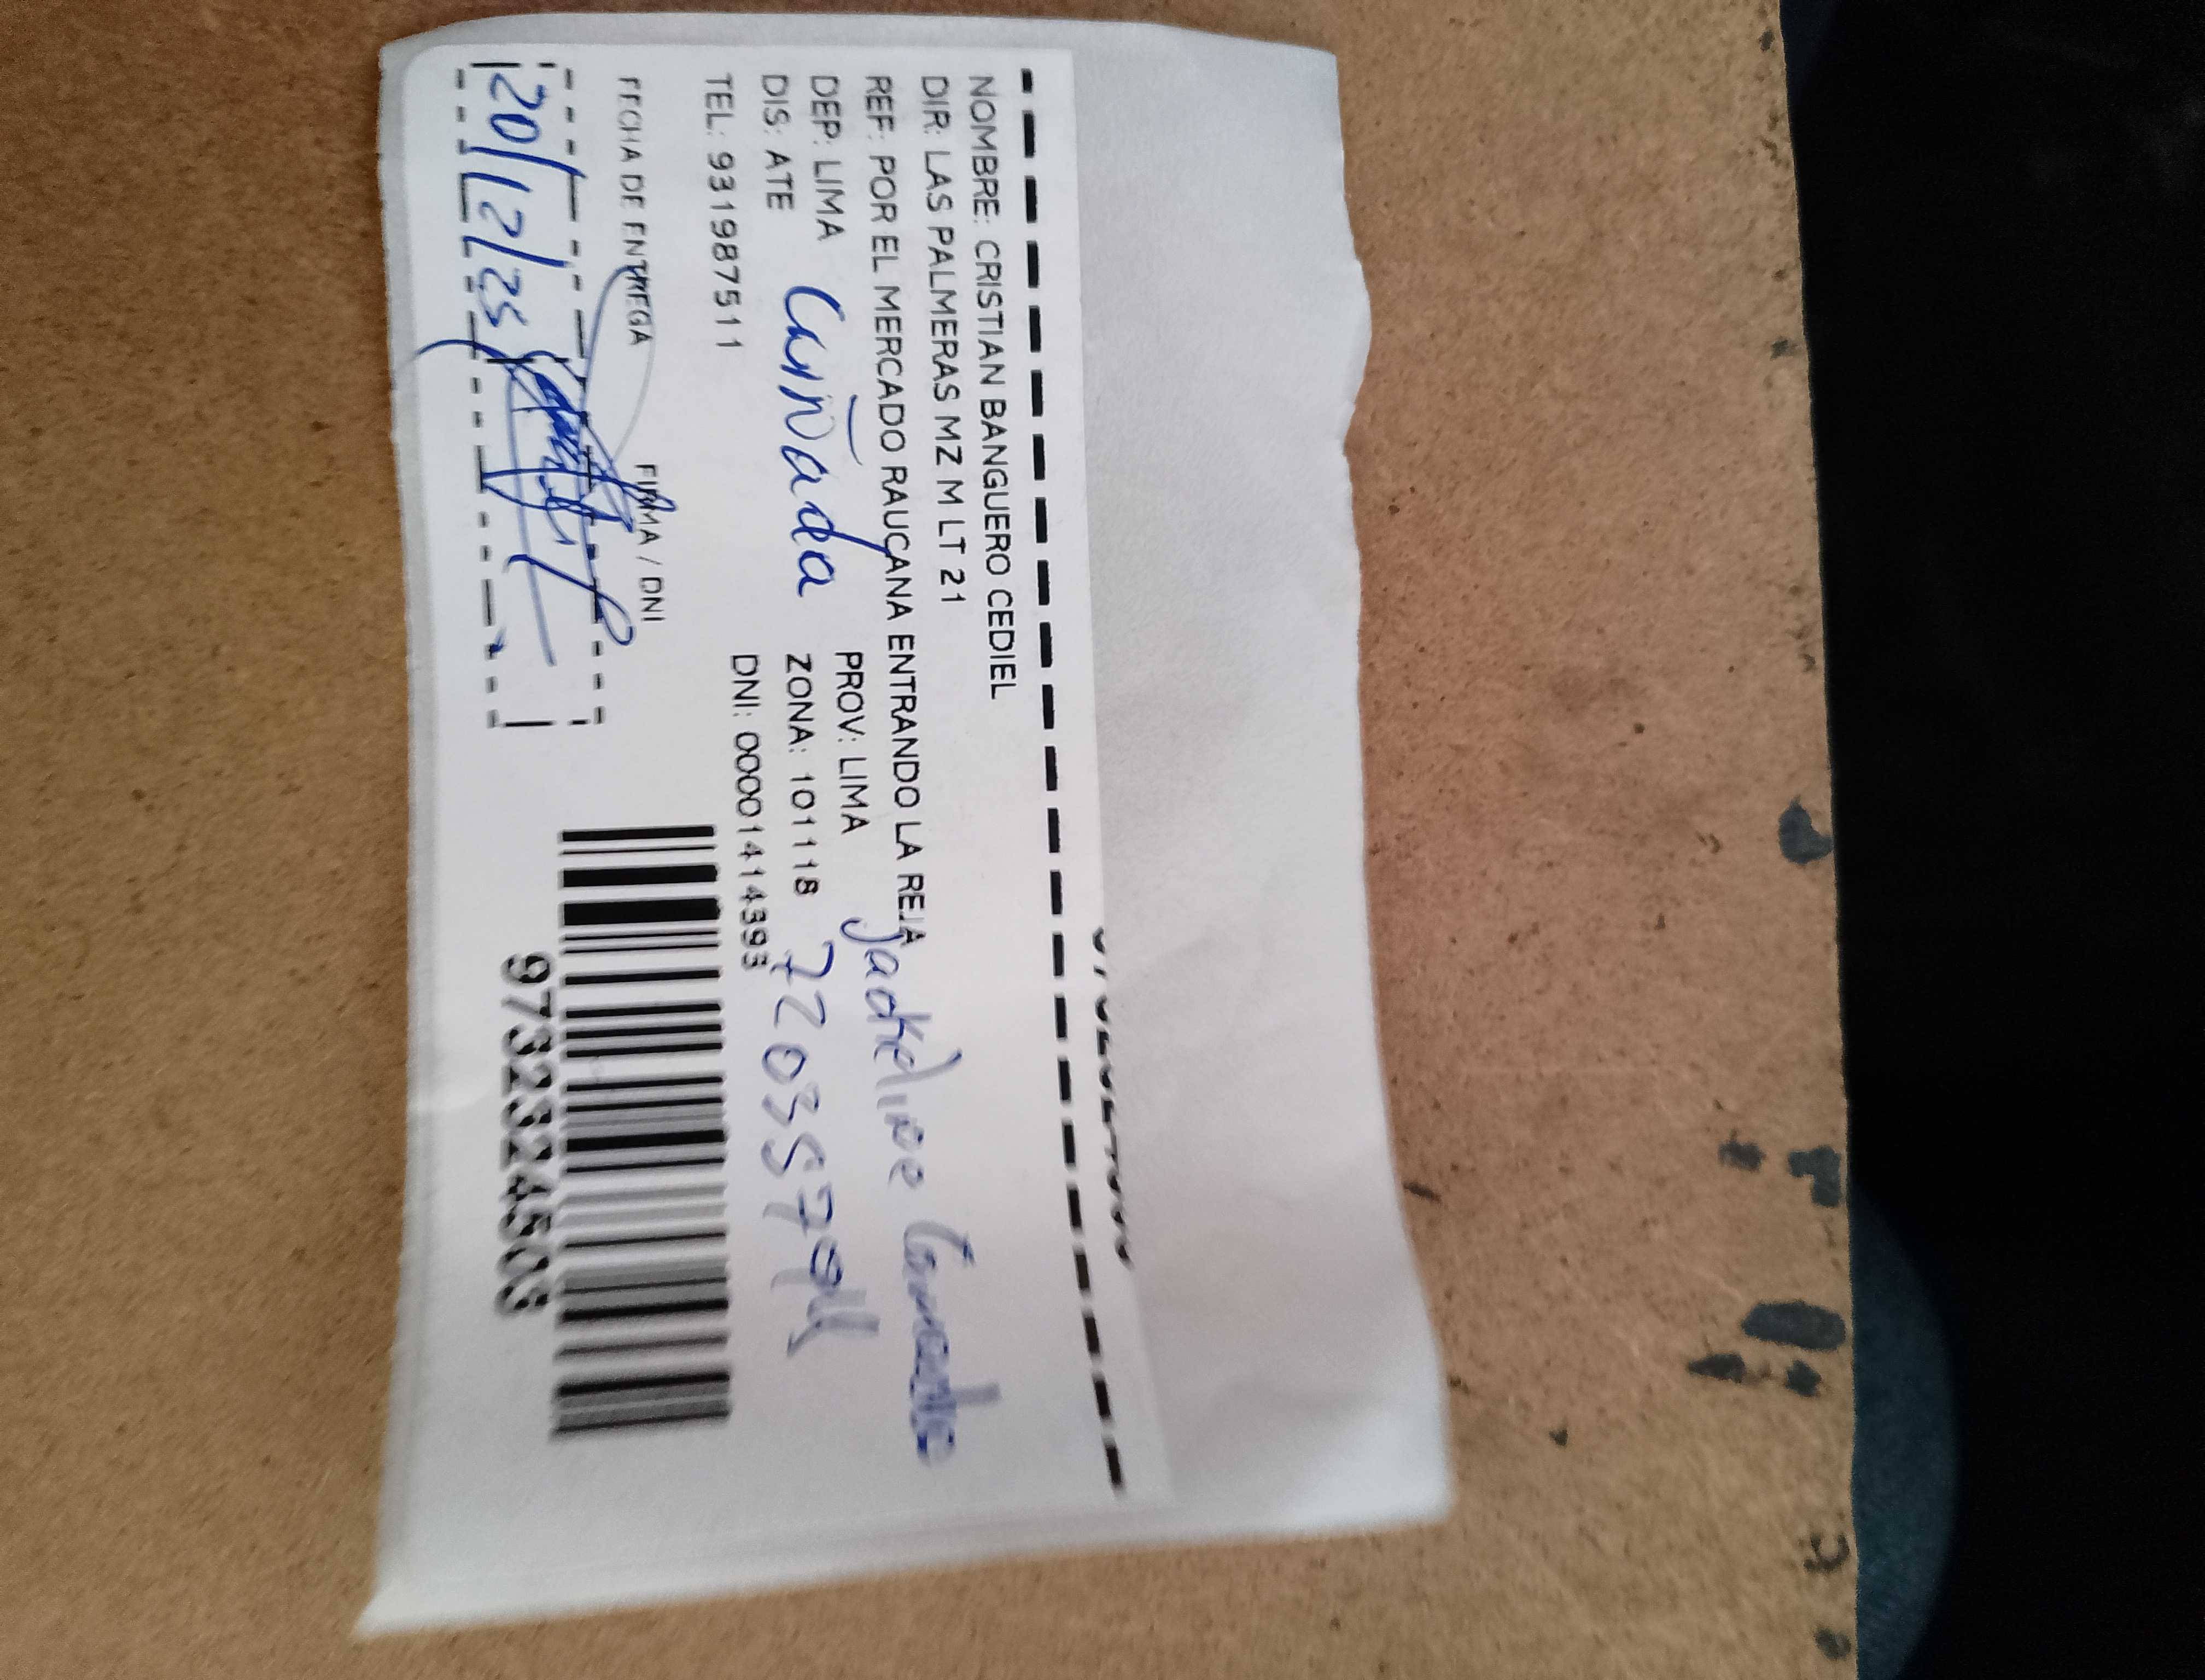 NOMBRE: CRISTIAN BANGUERO CEDIEL
DIR: LAS PALMERAS MZ M LT 21
REF: POR EL MERCADO RAUCANA ENTRANDO LA REJA
DEP: LIMA PROV: LIMA Jackeline
DIS: ATE Cuñada ZONA: 101118
TEL: 931987511 DNI: 00001414393
FECHA DE ENTREGA FIRMA / DNI
20/12/25
9732324503